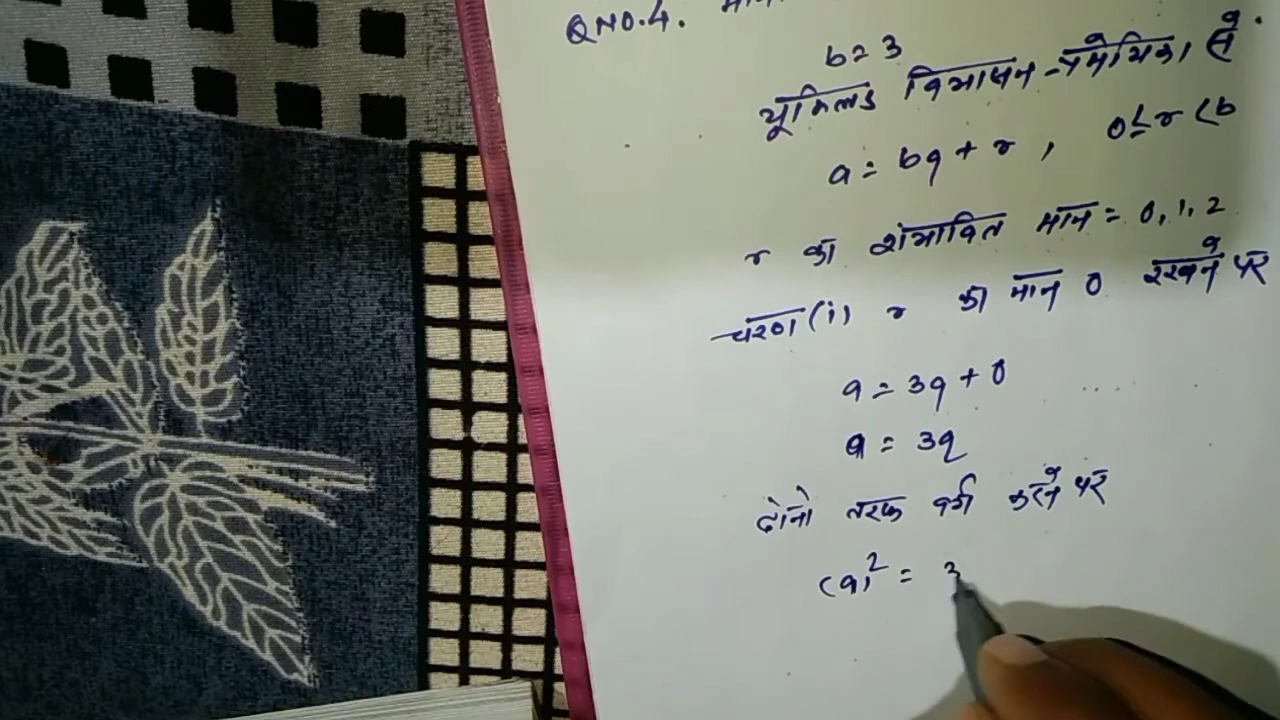 Q NO.4.
b = 3
यूक्लिड विभाजन - प्रमेयिका से
a = bq + r , 0 ≤ r < b
r का संभावित मान = 0, 1, 2
चरण (i) r का मान 0 रखने पर
a = 3q + 0
a = 3q
दोनो तरफ वर्ग करने पर
(a)² = 3